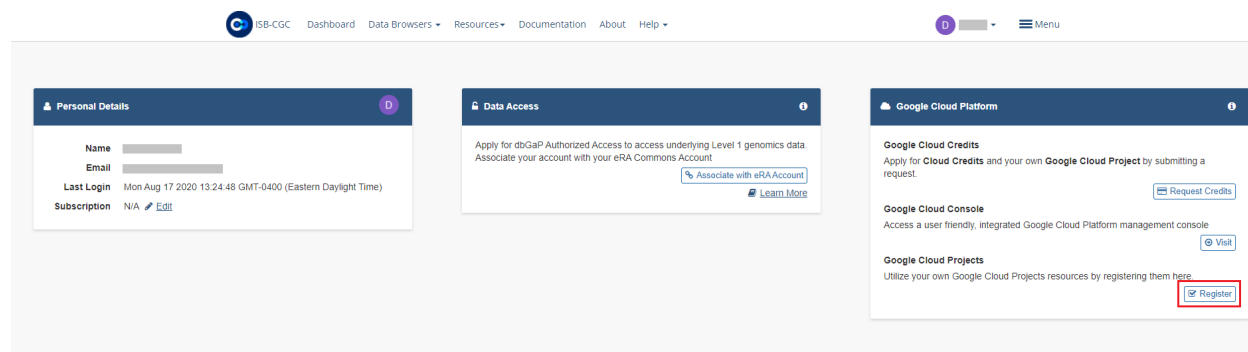 ISB-CGC Dashboard Data Browsers Resources Documentation About Help D Menu
Personal Details D
Name
Email
Last Login Mon Aug 17 2020 13:24:48 GMT-0400 (Eastern Daylight Time)
Subscription N/A Edit
Data Access
Apply for dbGaP Authorized Access to access underlying Level 1 genomics data.
Associate your account with your eRA Commons Account
Associate with eRA Account
Learn More
Google Cloud Platform
Google Cloud Credits
Apply for Cloud Credits and your own Google Cloud Project by submitting a
request.
Request Credits
Google Cloud Console
Access a user friendly, integrated Google Cloud Platform management console
Visit
Google Cloud Projects
Utilize your own Google Cloud Projects resources by registering them here.
Register